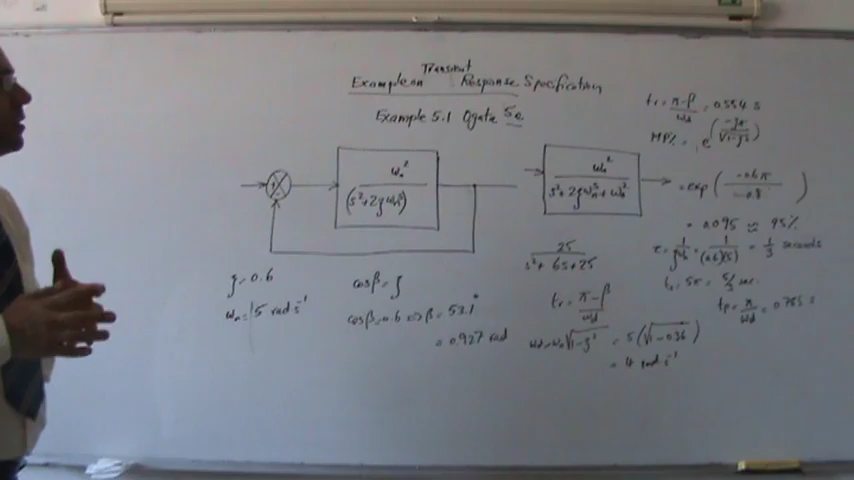 Transient
Example on Response Specification
Example 5.1 Ogata 5e
ωn²
(s²+2ζωns)
ωn²
s²+2ζωns+ωn²
ζ=0.6
ωn=5 rad s⁻¹
cosβ=ζ
cosβ=0.6 ⇔ β=53.1°
=0.927 rad
25
s²+6s+25
tr=π-β
ωd
ωd=ωn√1-ζ² = 5(√1-0.36)
= 4 rad s⁻¹
tr=π-β = 0.554 s
ωd
MP%= e(-ζπ/√1-ζ²)
=exp(-0.6π/0.8)
= 0.095 ≈ 9.5%
τ=1/ζωn = 1/(0.6)(5) = 1/3 seconds
ts=5τ = 5/3 sec.
tp=π/ωd=0.785 s